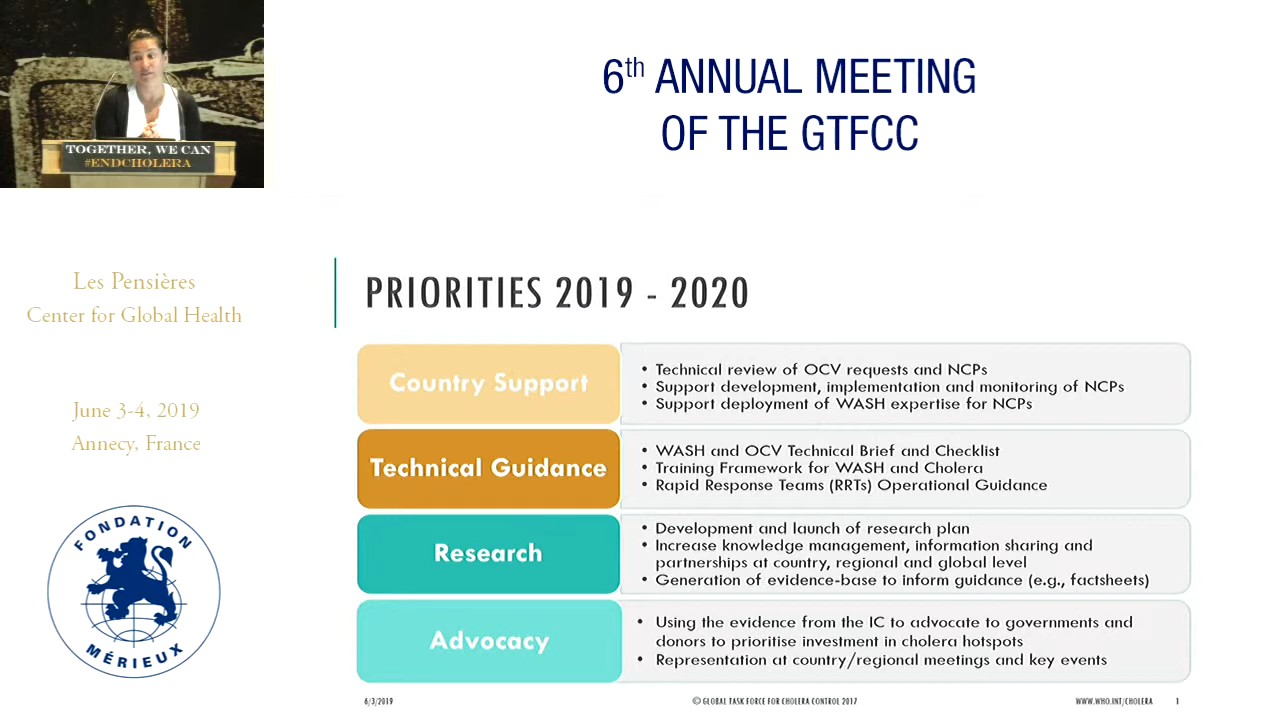 TOGETHER, WE CAN
#ENDCHOLERA
6th ANNUAL MEETING
OF THE GTFCC
Les Pensières
Center for Global Health
June 3-4, 2019
Annecy, France
FONDATION
MÉRIEUX
PRIORITIES 2019 - 2020
Country Support
• Technical review of OCV requests and NCPs
• Support development, implementation and monitoring of NCPs
• Support deployment of WASH expertise for NCPs
Technical Guidance
• WASH and OCV Technical Brief and Checklist
• Training Framework for WASH and Cholera
• Rapid Response Teams (RRTs) Operational Guidance
Research
• Development and launch of research plan
• Increase knowledge management, information sharing and
partnerships at country, regional and global level
• Generation of evidence-base to inform guidance (e.g., factsheets)
Advocacy
• Using the evidence from the IC to advocate to governments and
donors to prioritise investment in cholera hotspots
• Representation at country/regional meetings and key events
6/3/2019
© GLOBAL TASK FORCE FOR CHOLERA CONTROL 2017
WWW.WHO.INT/CHOLERA
1